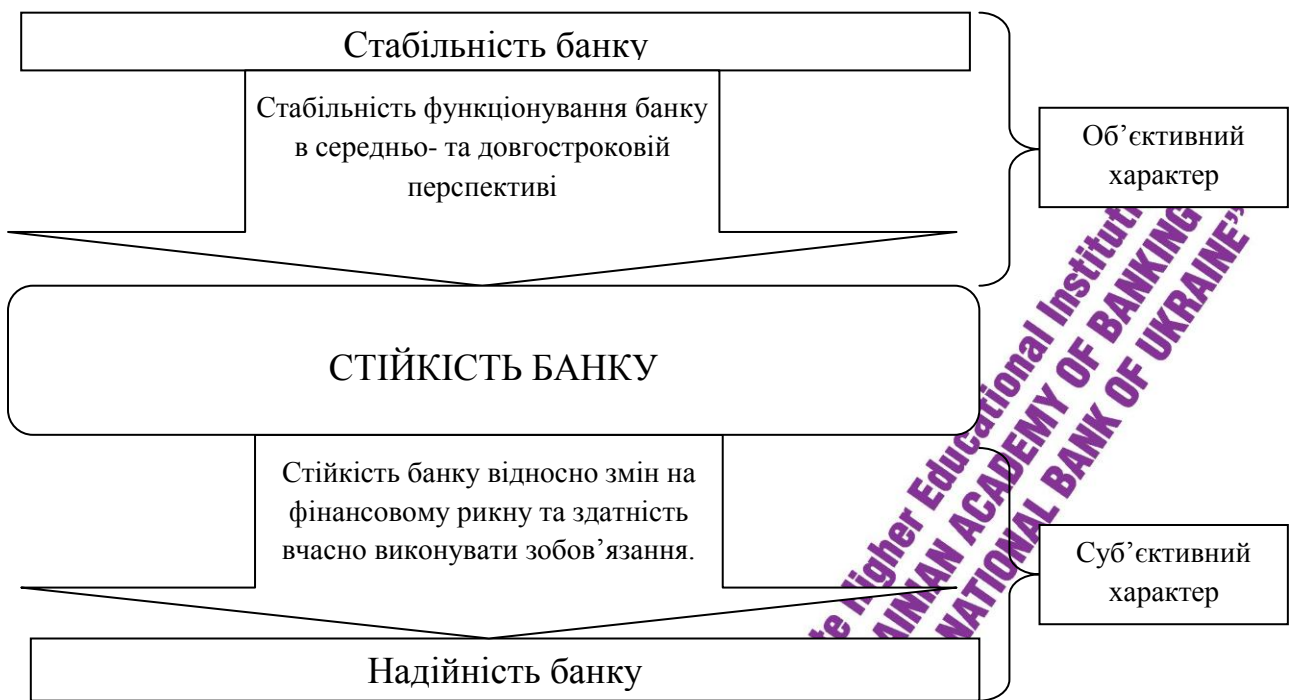 Стабільність банку
Стабільність функціонування банку
в середньо- та довгостроковій
перспективі
Об’єктивний
характер
СТІЙКІСТЬ БАНКУ
Стійкість банку відносно змін на
фінансовому рикну та здатність
вчасно виконувати зобов’язання.
Суб’єктивний
характер
Надійність банку
Higher Educational
ACADEMY OF BANKING
NATIONAL BANK OF UKRAINE”